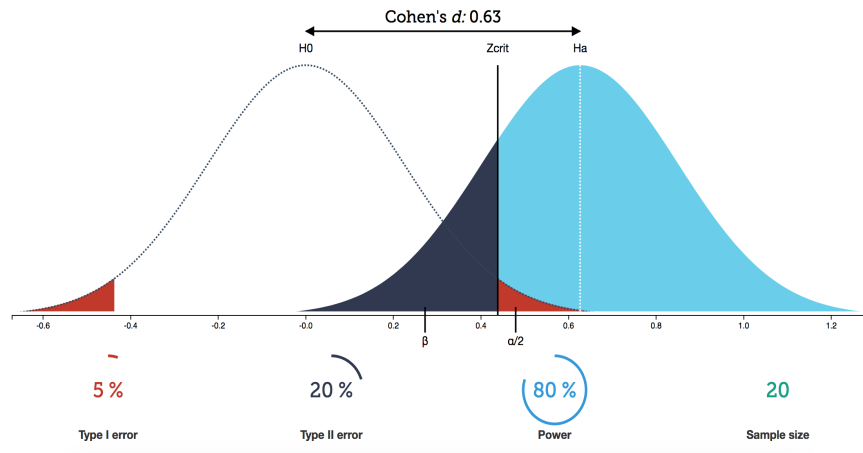 Cohen's d: 0.63
H0 Zcrit Ha
-0.6 -0.4 -0.2 -0.0 0.2 0.4 0.6 0.8 1.0 1.2
β α/2
5 % 20 % 80 % 20
Type I error Type II error Power Sample size